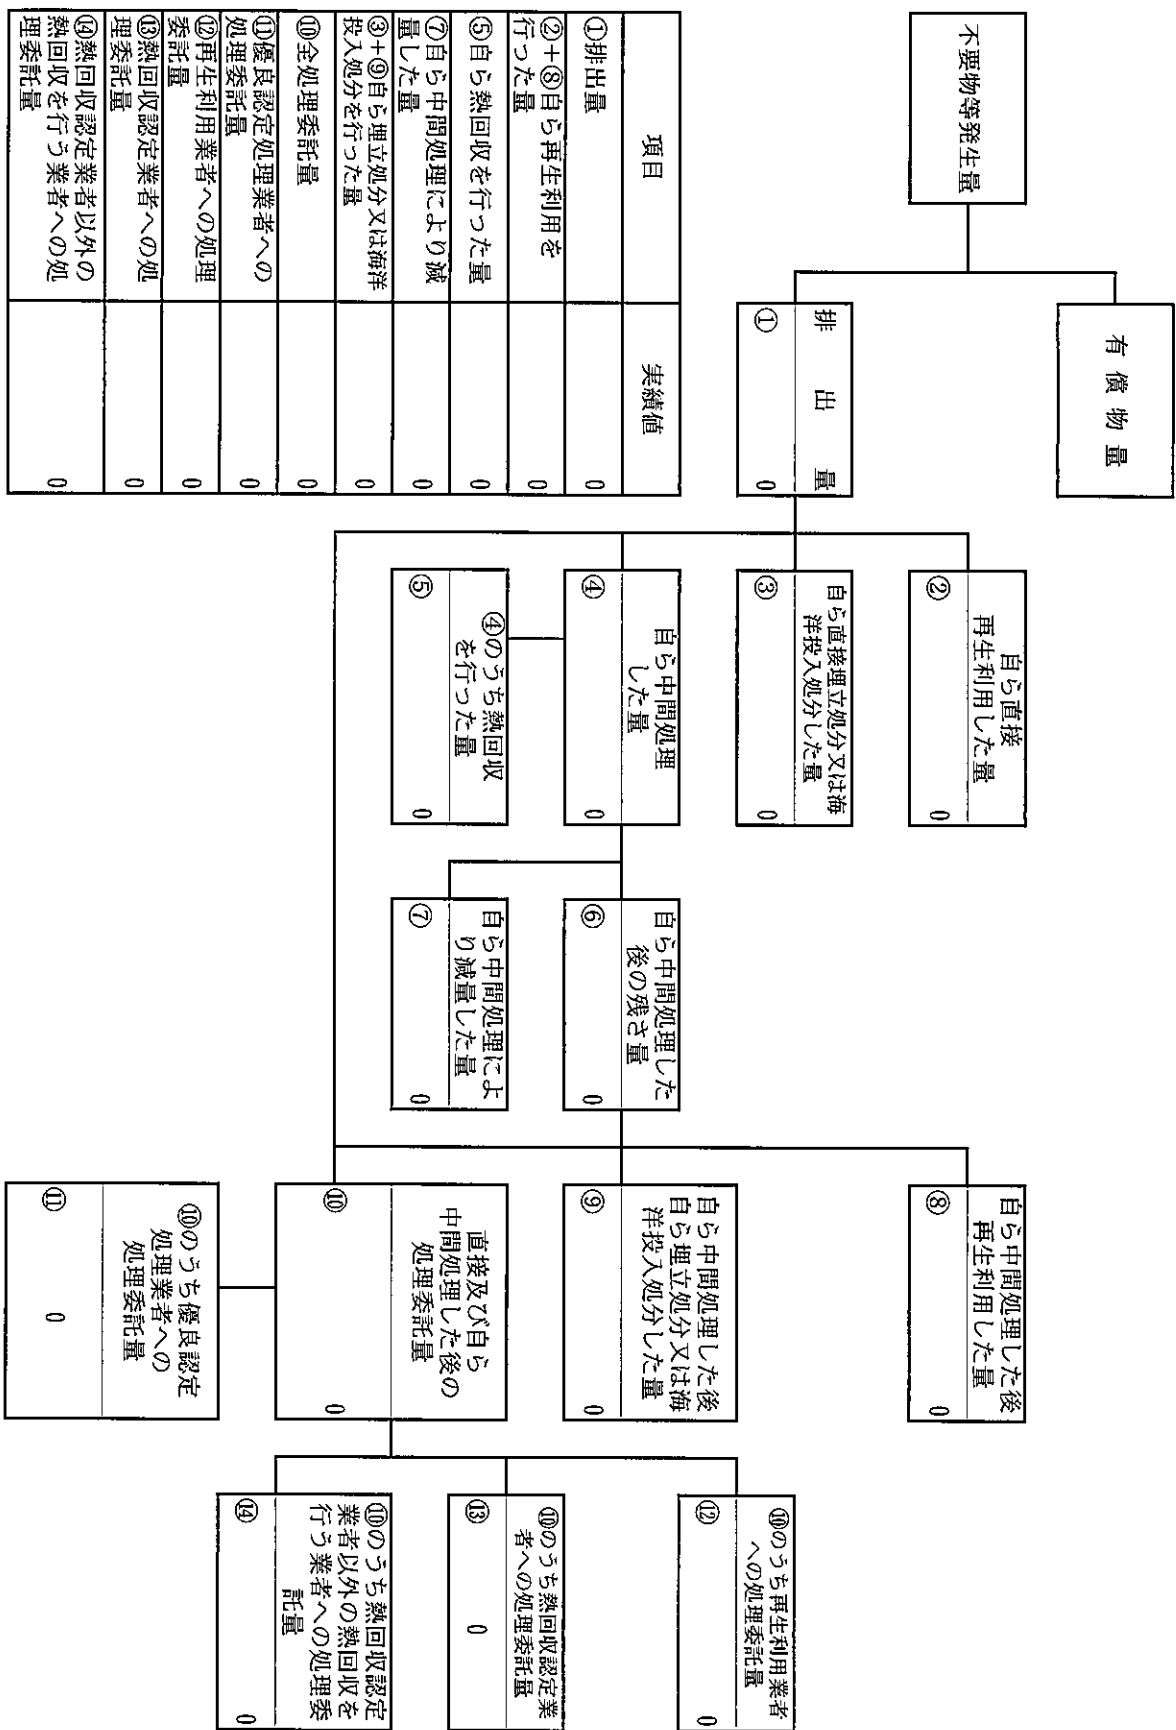 不要物等発生量
有償物量
排出量
① 0
自ら直接
再生利用した量
② 0
自ら直接埋立処分又は海
洋投入処分した量
③ 0
自ら中間処理
した量
④ 0
④のうち熱回収
を行った量
⑤ 0
自ら中間処理した
後の残さ量
⑥ 0
自ら中間処理によ
り減量した量
⑦ 0
自ら中間処理した後
再生利用した量
⑧ 0
自ら中間処理した後
自ら埋立処分又は海
洋投入処分した量
⑨ 0
直接及び自ら
中間処理した後の
処理委託量
⑩ 0
⑩のうち優良認定
処理業者への
処理委託量
⑪ 0
⑩のうち再生利用業者
への処理委託量
⑫ 0
⑩のうち熱回収認定業
者への処理委託量
⑬ 0
⑩のうち熱回収認定
業者以外の熱回収を
行う業者への処理委
託量
⑭ 0
項目 実績値
①排出量 0
②+⑧自ら再生利用を
行った量 0
⑤自ら熱回収を行った量 0
⑦自ら中間処理により減
量した量 0
③+⑨自ら埋立処分又は海洋
投入処分を行った量 0
⑩全処理委託量 0
⑪優良認定処理業者への
処理委託量 0
⑫再生利用業者への処理
委託量 0
⑬熱回収認定業者への処
理委託量 0
⑭熱回収認定業者以外の
熱回収を行う業者への処
理委託量 0